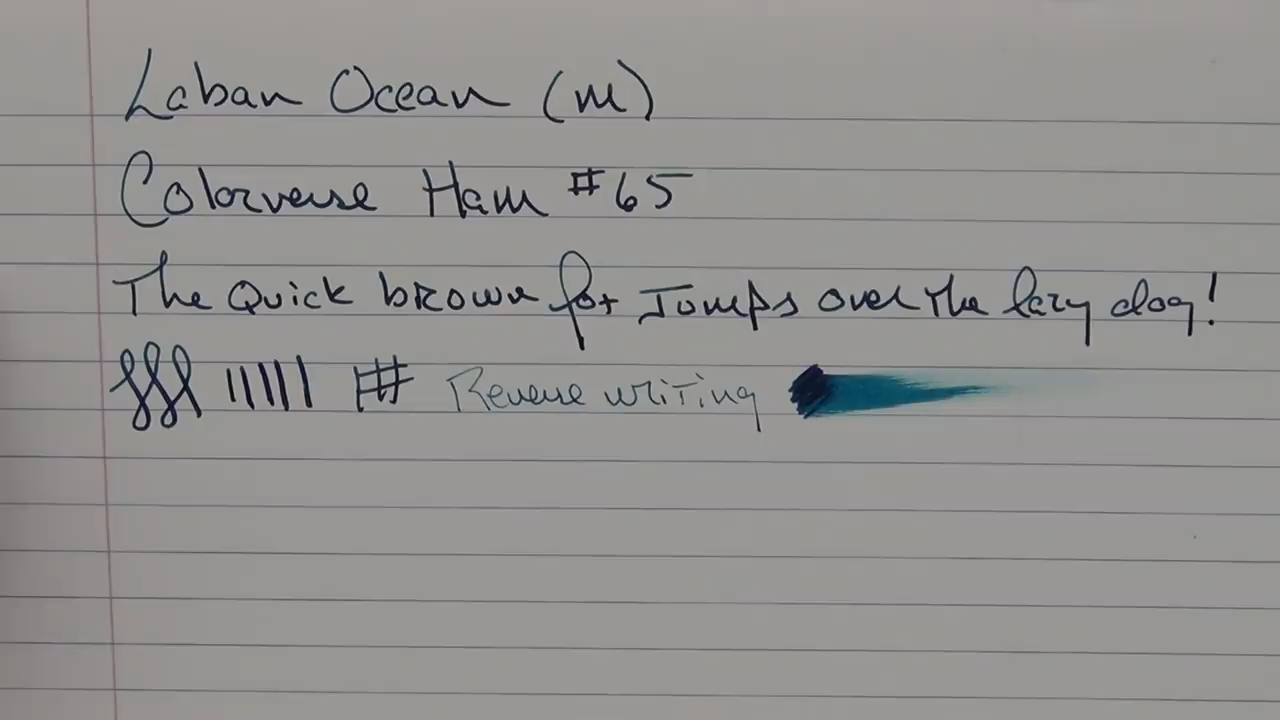 Laban Ocean (M)
Colorverse Ham #65
The Quick brown fox Jumps over the lazy dog!
# Reverse writing